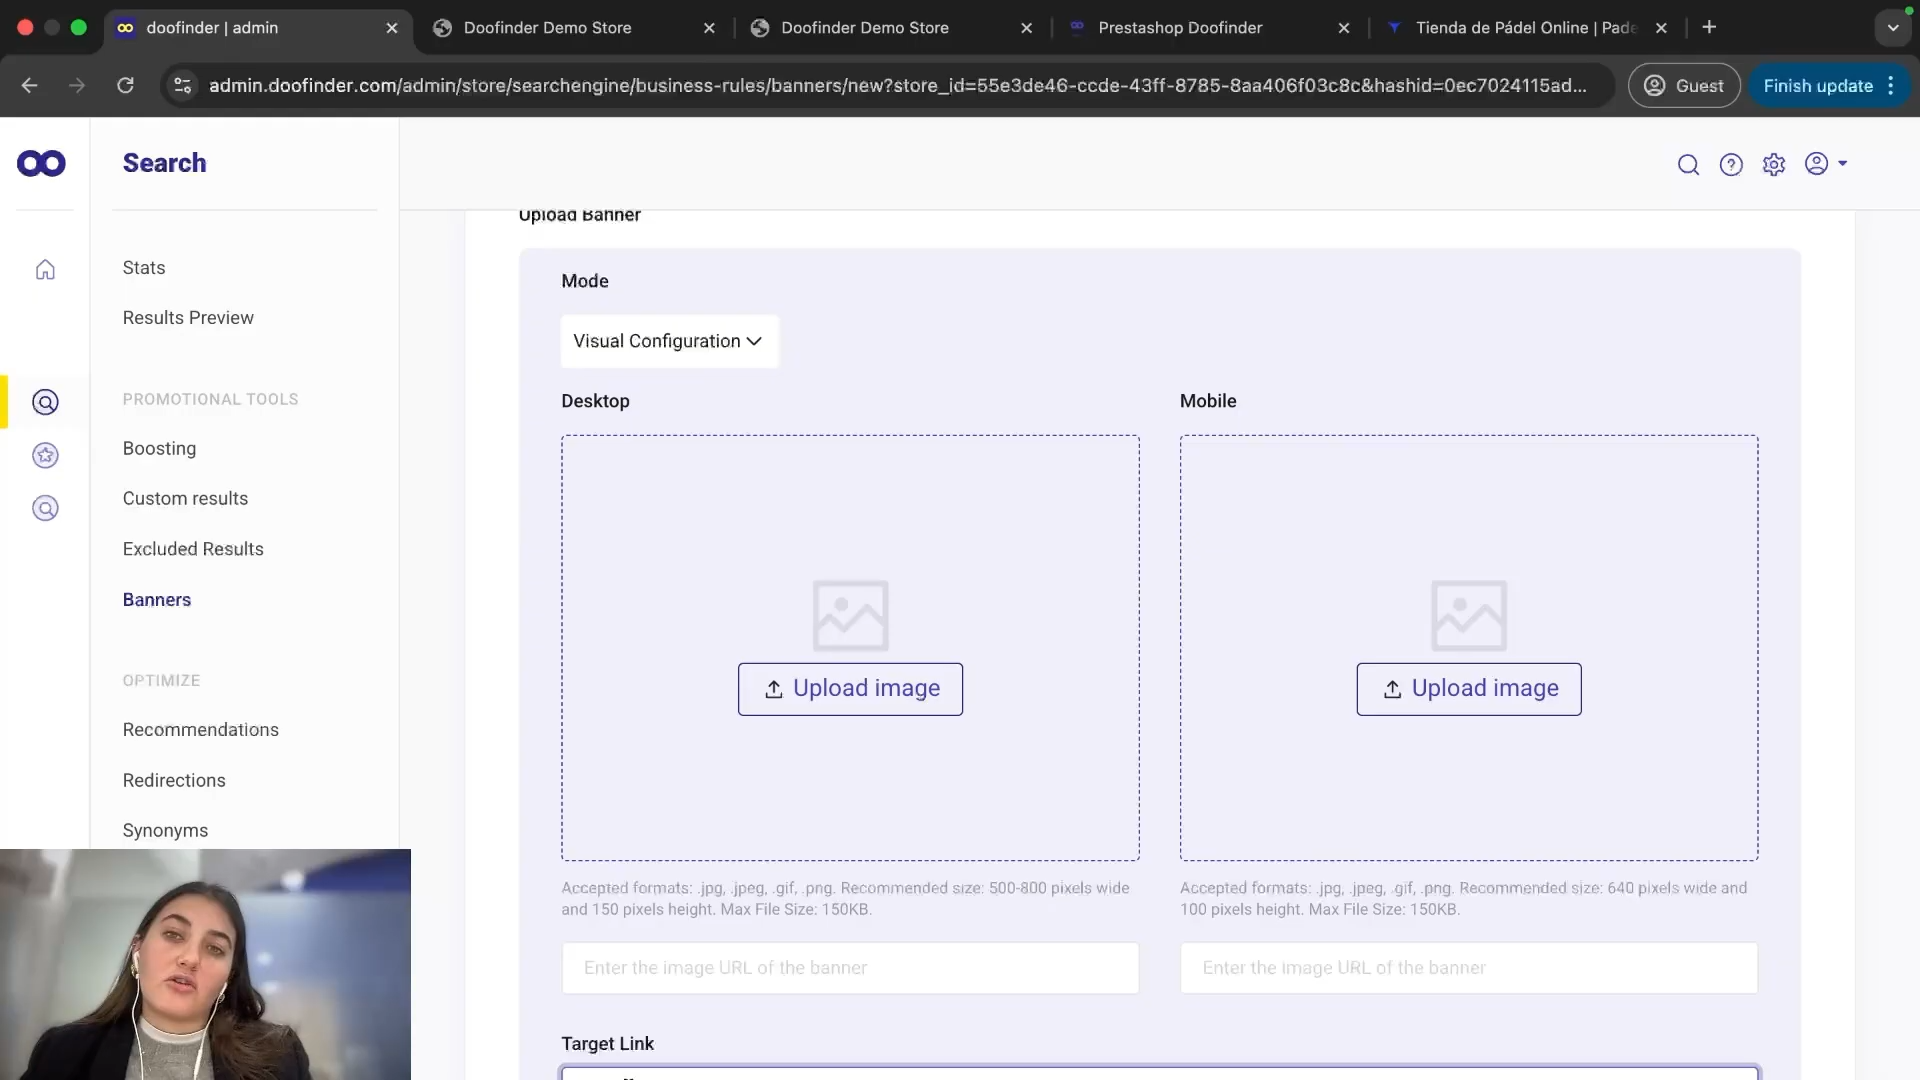 doofinder | admin
Doofinder Demo Store
Doofinder Demo Store
Prestashop Doofinder
Tienda de Pádel Online | Pade
admin.doofinder.com/admin/store/searchengine/business-rules/banners/new?store_id=55e3de46-ccde-43ff-8785-8aa406f03c8c&hashid=0ec7024115ad...
Guest
Finish update
Search
Stats
Results Preview
PROMOTIONAL TOOLS
Boosting
Custom results
Excluded Results
Banners
OPTIMIZE
Recommendations
Redirections
Synonyms
Upload Banner
Mode
Visual Configuration
Desktop
Mobile
Upload image
Upload image
Accepted formats: .jpg, .jpeg, .gif, .png. Recommended size: 500-800 pixels wide
and 150 pixels height. Max File Size: 150KB.
Accepted formats: .jpg, .jpeg, .gif, .png. Recommended size: 640 pixels wide and
100 pixels height. Max File Size: 150KB.
Enter the image URL of the banner
Enter the image URL of the banner
Target Link